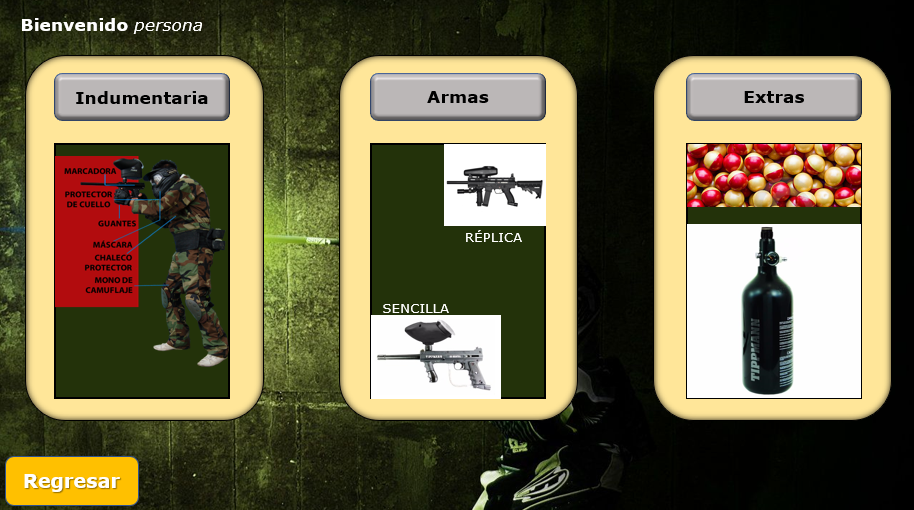 Bienvenido persona
Indumentaria
Armas
Extras
MARCADORA
PROTECTOR
DE CUELLO
GUANTES
MÁSCARA
CHALECO
PROTECTOR
MONO DE
CAMUFLAJE
RÉPLICA
SENCILLA
TIPPMANN
Regresar